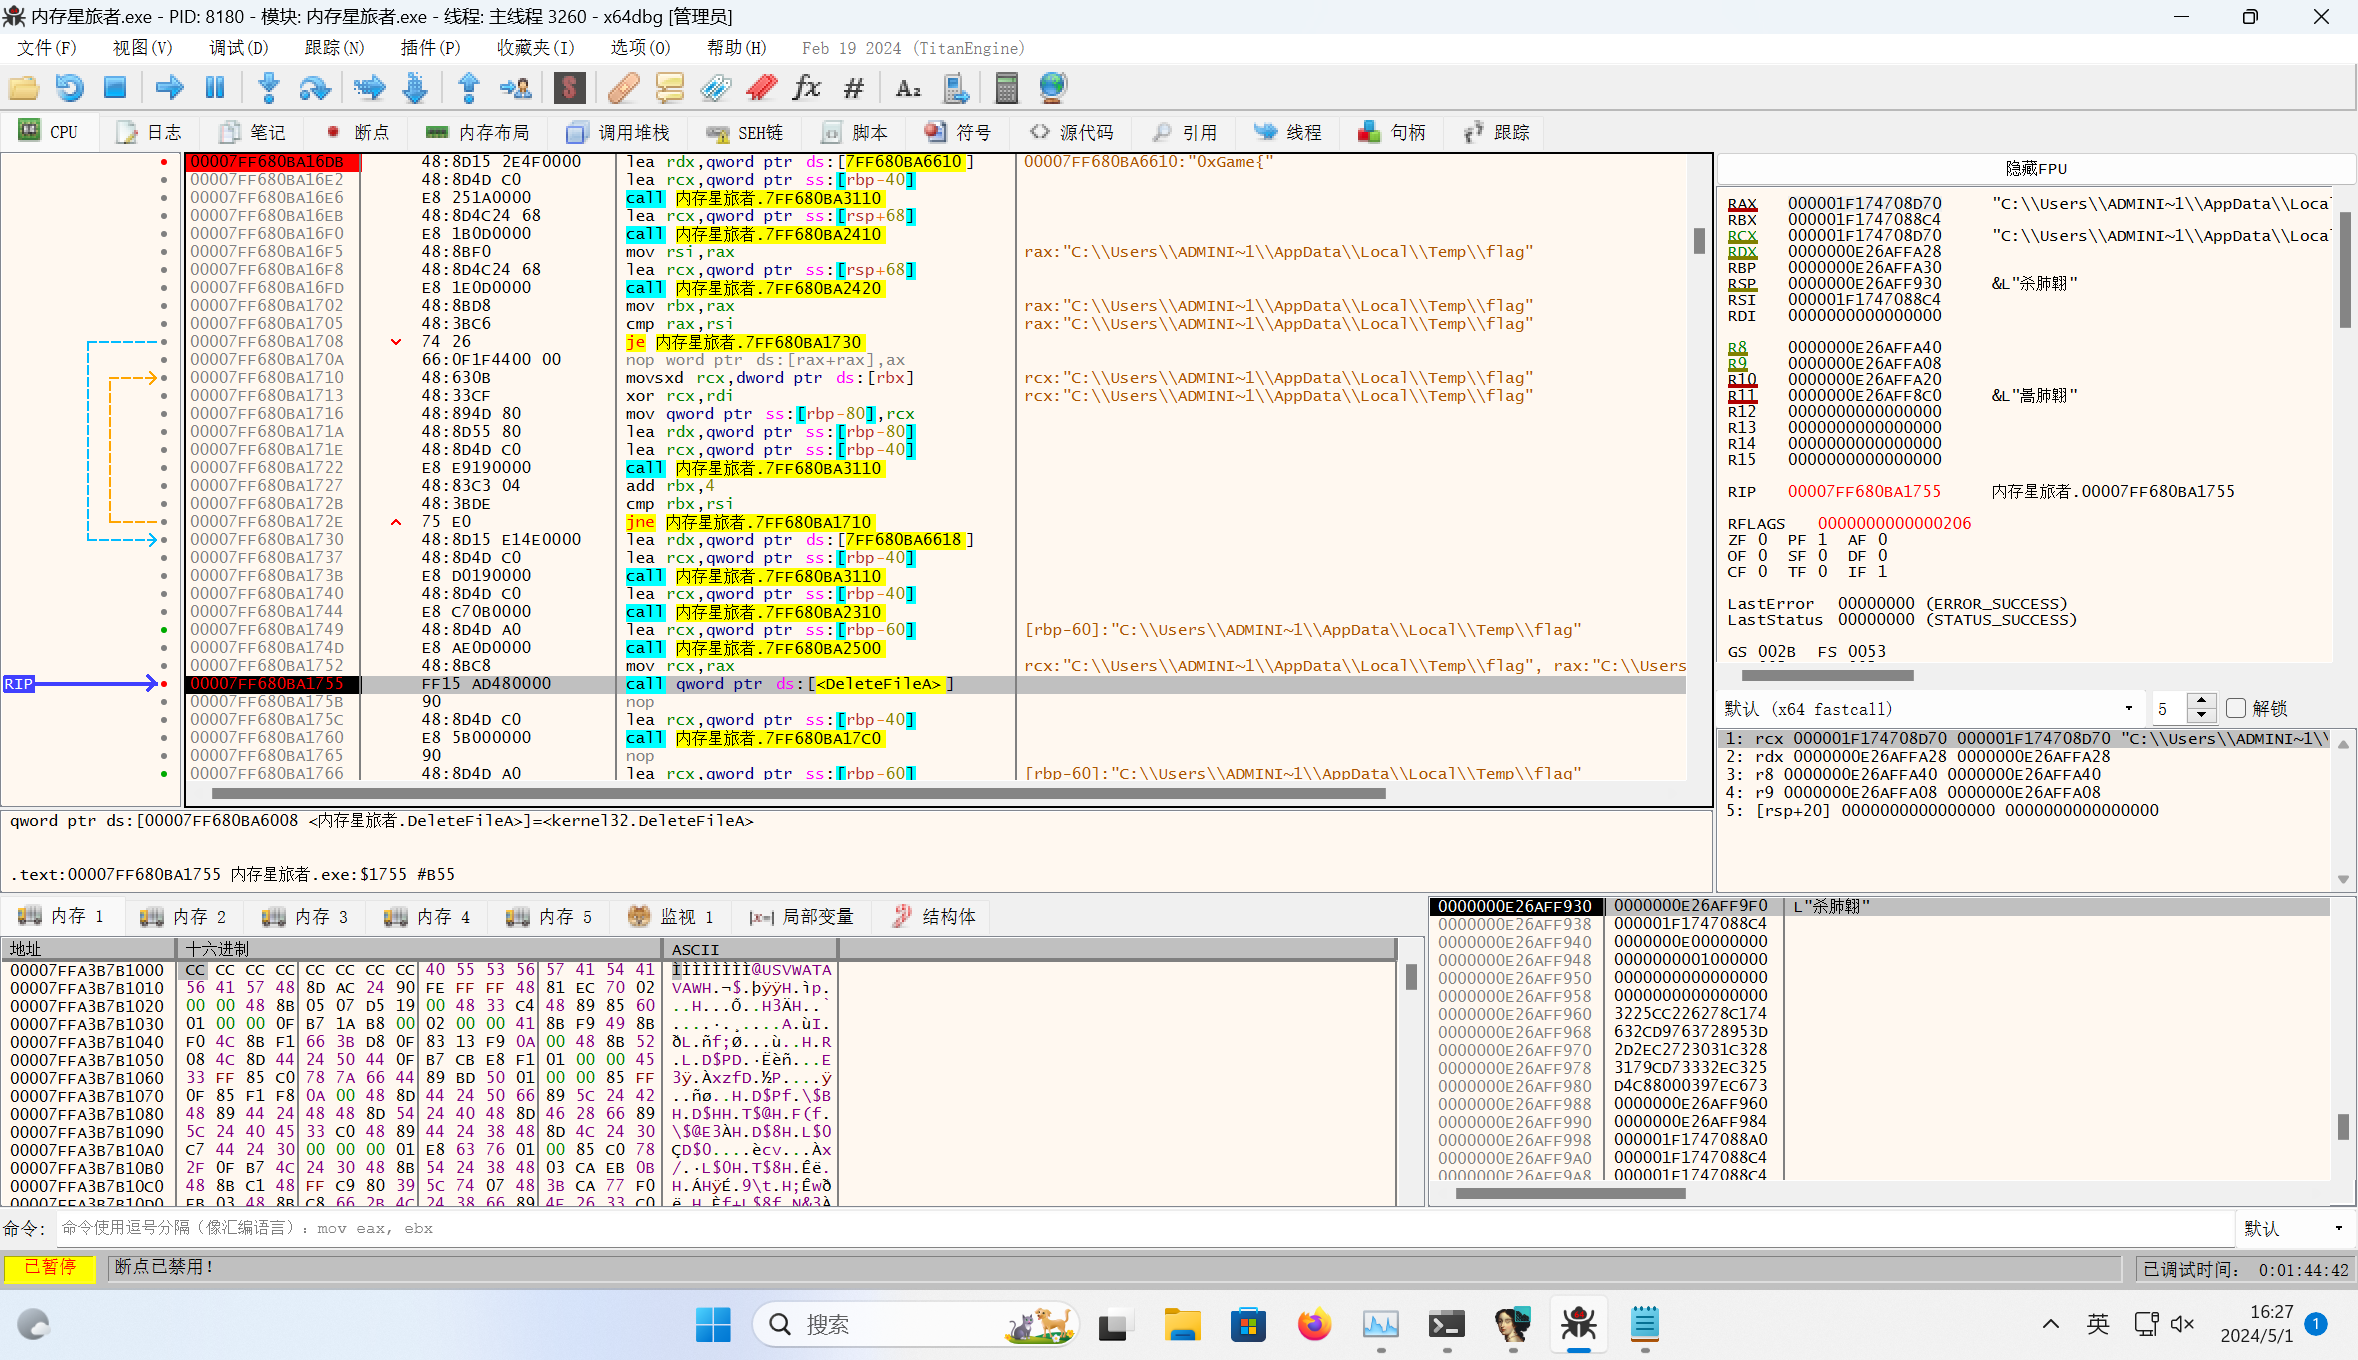 内存星旅者.exe - PID: 8180 - 模块: 内存星旅者.exe - 线程: 主线程 3260 - x64dbg [管理员]
文件(F) 视图(V) 调试(D) 跟踪(N) 插件(P) 收藏夹(I) 选项(O) 帮助(H) Feb 19 2024 (TitanEngine)
CPU 日志 笔记 断点 内存布局 调用堆栈 SEH链 脚本 符号 源代码 引用 线程 句柄 跟踪
00007FF680BA16DB 48:8D15 2E4F0000 lea rdx,qword ptr ds:[7FF680BA6610] 00007FF680BA6610:"0xGame{"
00007FF680BA16E2 48:8D4D C0 lea rcx,qword ptr ss:[rbp-40]
00007FF680BA16E6 E8 251A0000 call 内存星旅者.7FF680BA3110
00007FF680BA16EB 48:8D4C24 68 lea rcx,qword ptr ss:[rsp+68]
00007FF680BA16F0 E8 1B0D0000 call 内存星旅者.7FF680BA2410
00007FF680BA16F5 48:8BF0 mov rsi,rax rax:"C:\\Users\\ADMINI~1\\AppData\\Local\\Temp\\flag"
00007FF680BA16F8 48:8D4C24 68 lea rcx,qword ptr ss:[rsp+68]
00007FF680BA16FD E8 1E0D0000 call 内存星旅者.7FF680BA2420
00007FF680BA1702 48:8BD8 mov rbx,rax rax:"C:\\Users\\ADMINI~1\\AppData\\Local\\Temp\\flag"
00007FF680BA1705 48:3BC6 cmp rax,rsi rax:"C:\\Users\\ADMINI~1\\AppData\\Local\\Temp\\flag"
00007FF680BA1708 74 26 je 内存星旅者.7FF680BA1730
00007FF680BA170A 66:0F1F4400 00 nop word ptr ds:[rax+rax],ax
00007FF680BA1710 48:630B movsxd rcx,dword ptr ds:[rbx] rcx:"C:\\Users\\ADMINI~1\\AppData\\Local\\Temp\\flag"
00007FF680BA1713 48:33CF xor rcx,rdi rcx:"C:\\Users\\ADMINI~1\\AppData\\Local\\Temp\\flag"
00007FF680BA1716 48:894D 80 mov qword ptr ss:[rbp-80],rcx
00007FF680BA171A 48:8D55 80 lea rdx,qword ptr ss:[rbp-80]
00007FF680BA171E 48:8D4D C0 lea rcx,qword ptr ss:[rbp-40]
00007FF680BA1722 E8 E9190000 call 内存星旅者.7FF680BA3110
00007FF680BA1727 48:83C3 04 add rbx,4
00007FF680BA172B 48:3BDE cmp rbx,rsi
00007FF680BA172E 75 E0 jne 内存星旅者.7FF680BA1710
00007FF680BA1730 48:8D15 E14E0000 lea rdx,qword ptr ds:[7FF680BA6618]
00007FF680BA1737 48:8D4D C0 lea rcx,qword ptr ss:[rbp-40]
00007FF680BA173B E8 D0190000 call 内存星旅者.7FF680BA3110
00007FF680BA1740 48:8D4D C0 lea rcx,qword ptr ss:[rbp-40]
00007FF680BA1744 E8 C70B0000 call 内存星旅者.7FF680BA2310
00007FF680BA1749 48:8D4D A0 lea rcx,qword ptr ss:[rbp-60] [rbp-60]:"C:\\Users\\ADMINI~1\\AppData\\Local\\Temp\\flag"
00007FF680BA174D E8 AE0D0000 call 内存星旅者.7FF680BA2500
00007FF680BA1752 48:8BC8 mov rcx,rax rcx:"C:\\Users\\ADMINI~1\\AppData\\Local\\Temp\\flag", rax:"C:\\Users
RIP 00007FF680BA1755 FF15 AD480000 call qword ptr ds:[<DeleteFileA>]
00007FF680BA175B 90 nop
00007FF680BA175C 48:8D4D C0 lea rcx,qword ptr ss:[rbp-40]
00007FF680BA1760 E8 5B000000 call 内存星旅者.7FF680BA17C0
00007FF680BA1765 90 nop
00007FF680BA1766 48:8D4D A0 lea rcx,qword ptr ss:[rbp-60] [rbp-60]:"C:\\Users\\ADMINI~1\\AppData\\Local\\Temp\\flag"
隐藏FPU
RAX 000001F174708D70 "C:\\Users\\ADMINI~1\\AppData\\Local
RBX 000001F1747088C4
RCX 000001F174708D70 "C:\\Users\\ADMINI~1\\AppData\\Local
RDX 0000000E26AFFA28
RBP 0000000E26AFFA30
RSP 0000000E26AFF930 &L"杀肺翱"
RSI 000001F1747088C4
RDI 0000000000000000
R8 0000000E26AFFA40
R9 0000000E26AFFA08
R10 0000000E26AFFA20
R11 0000000E26AFF8C0 &L"蒿肺翱"
R12 0000000000000000
R13 0000000000000000
R14 0000000000000000
R15 0000000000000000
RIP 00007FF680BA1755 内存星旅者.00007FF680BA1755
RFLAGS 0000000000000206
ZF 0 PF 1 AF 0
OF 0 SF 0 DF 0
CF 0 TF 0 IF 1
LastError 00000000 (ERROR_SUCCESS)
LastStatus 00000000 (STATUS_SUCCESS)
GS 002B FS 0053
默认 (x64 fastcall) 5 解锁
1: rcx 000001F174708D70 000001F174708D70 "C:\\Users\\ADMINI~1\\
2: rdx 0000000E26AFFA28 0000000E26AFFA28
3: r8 0000000E26AFFA40 0000000E26AFFA40
4: r9 0000000E26AFFA08 0000000E26AFFA08
5: [rsp+20] 0000000000000000 0000000000000000
qword ptr ds:[00007FF680BA6008 <内存星旅者.DeleteFileA>]=<kernel32.DeleteFileA>
.text:00007FF680BA1755 内存星旅者.exe:$1755 #B55
内存 1 内存 2 内存 3 内存 4 内存 5 监视 1 局部变量 结构体
地址 十六进制 ASCII
00007FFA3B7B1000 CC CC CC CC CC CC CC CC 40 55 53 56 57 41 54 41 ÌÌÌÌÌÌÌÌ@USVWATA
00007FFA3B7B1010 56 41 57 48 8D AC 24 90 FE FF FF 48 81 EC 70 02 VAWH.¬$.þÿÿH.ìp.
00007FFA3B7B1020 00 00 48 8B 05 07 D5 19 00 48 33 C4 48 89 85 60 ..H...Õ..H3ÄH..`
00007FFA3B7B1030 01 00 00 0F B7 1A B8 00 02 00 00 41 8B F9 49 8B ....·.¸....A.ùI.
00007FFA3B7B1040 F0 4C 8B F1 66 3B D8 0F 83 13 F9 0A 00 48 8B 52 ðL.ñf;Ø...ù..H.R
00007FFA3B7B1050 08 4C 8D 44 24 50 44 0F B7 CB E8 F1 01 00 00 45 .L.D$PD.·Ëèñ...E
00007FFA3B7B1060 33 FF 85 C0 78 7A 66 44 89 BD 50 01 00 00 85 FF 3ÿ.ÀxzfD.½P....ÿ
00007FFA3B7B1070 0F 85 F1 F8 0A 00 48 8D 44 24 50 66 89 5C 24 42 ..ñø..H.D$Pf.\$B
00007FFA3B7B1080 48 89 44 24 48 48 8D 54 24 40 48 8D 46 28 66 89 H.D$HH.T$@H.F(f.
00007FFA3B7B1090 5C 24 40 45 33 C0 48 89 44 24 38 48 8D 4C 24 30 \$@E3ÀH.D$8H.L$0
00007FFA3B7B10A0 C7 44 24 30 00 00 00 01 E8 63 76 01 00 85 C0 78 ÇD$0....ècv...Àx
00007FFA3B7B10B0 2F 0F B7 4C 24 30 48 8B 54 24 38 48 03 CA EB 0B /.·L$0H.T$8H.Êë.
00007FFA3B7B10C0 48 8B C1 48 FF C9 80 39 5C 74 07 48 3B CA 77 F0 H.ÁHÿÉ.9\t.H;Êwð
00007FFA3B7B10D0 EB 03 48 8B C8 66 2B 4C 24 38 66 89 4E 26 33 C0 ë.H.Èf+L$8f.N&3À
0000000E26AFF930 0000000E26AFF9F0 L"杀肺翱"
0000000E26AFF938 000001F1747088C4
0000000E26AFF940 0000000E00000000
0000000E26AFF948 0000000001000000
0000000E26AFF950 0000000000000000
0000000E26AFF958 0000000000000000
0000000E26AFF960 3225CC226278C174
0000000E26AFF968 632CD9763728953D
0000000E26AFF970 2D2EC2723031C328
0000000E26AFF978 3179CD73332EC325
0000000E26AFF980 D4C88000397EC673
0000000E26AFF988 0000000E26AFF960
0000000E26AFF990 0000000E26AFF984
0000000E26AFF998 000001F1747088A0
0000000E26AFF9A0 000001F1747088C4
0000000E26AFF9A8 000001F1747088C4
命令: 命令使用逗号分隔（像汇编语言）：mov eax, ebx 默认
已暂停 断点已禁用！ 已调试时间： 0:01:44:42
搜索 英 16:27
2024/5/1 1